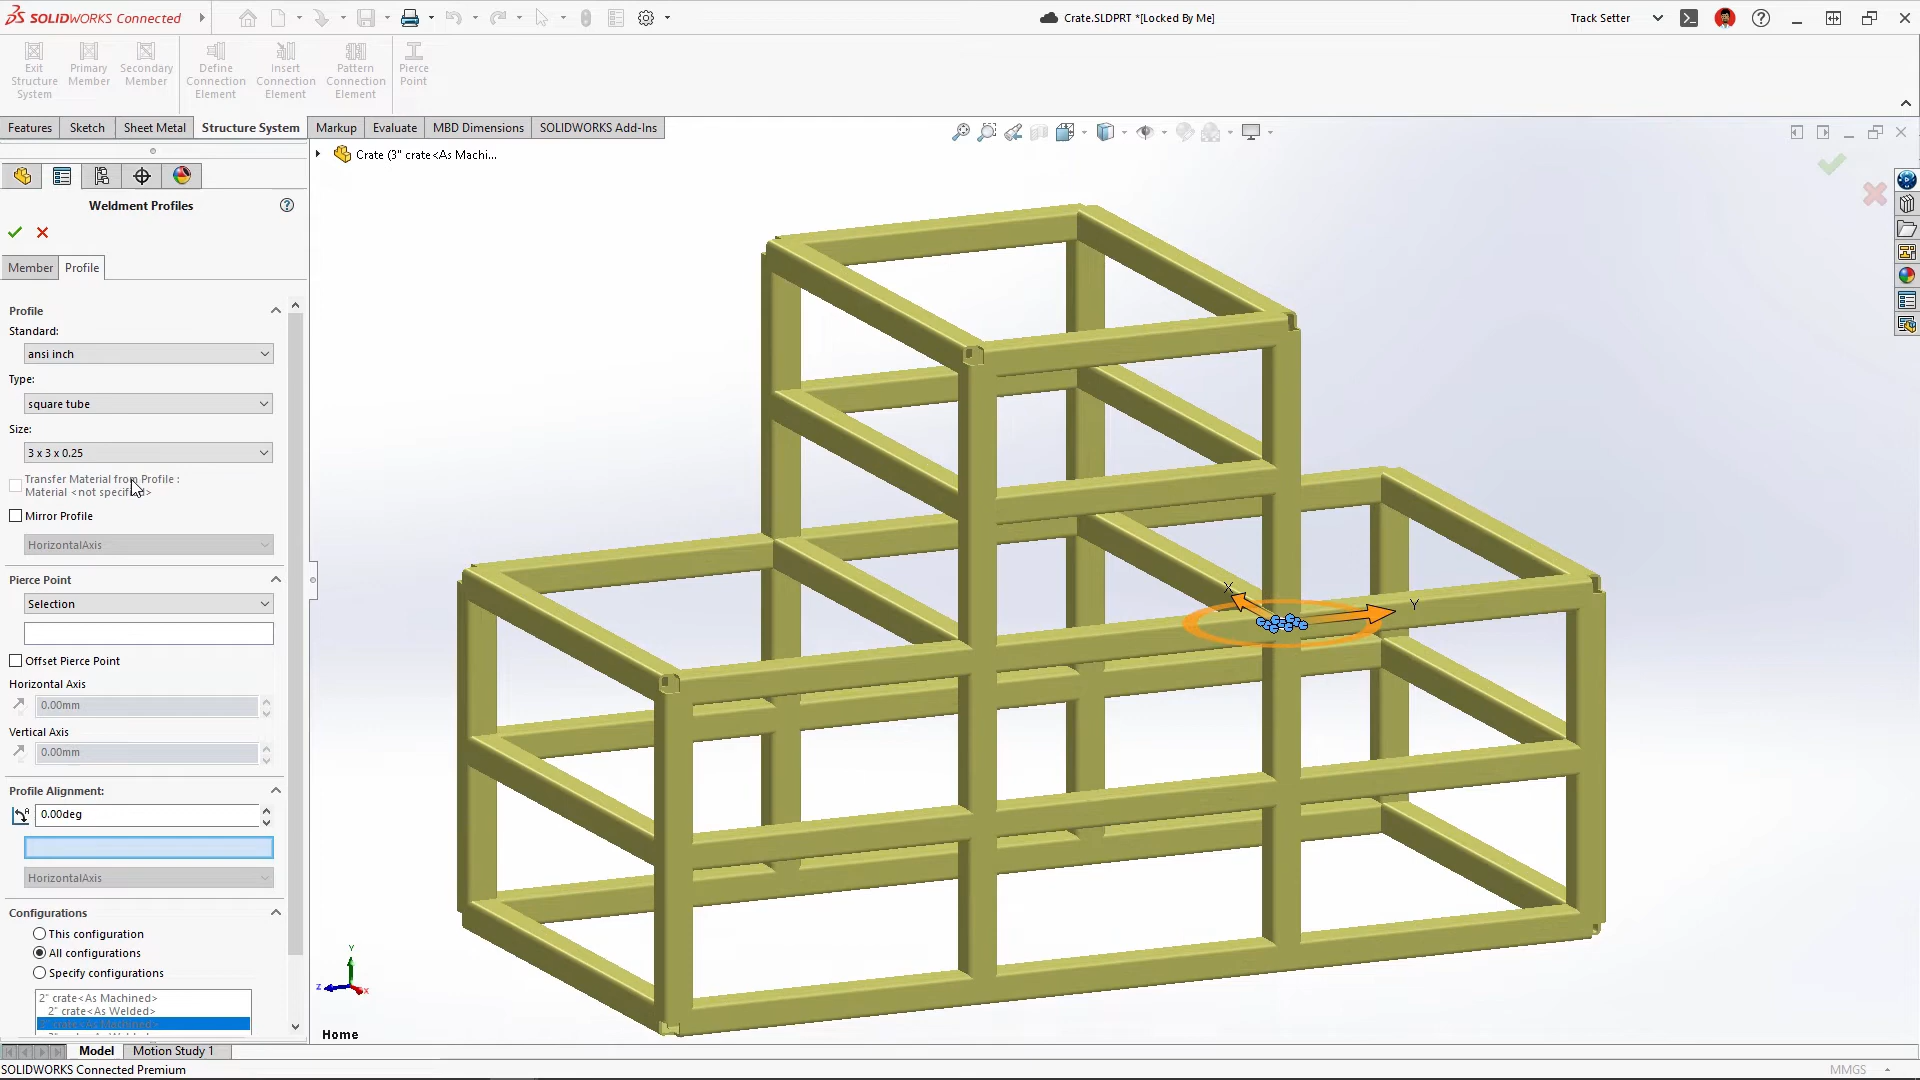 SOLIDWORKS Connected
Crate.SLDPRT *[Locked By Me]
Track Setter
Exit Structure System
Primary Member
Secondary Member
Define Connection Element
Insert Connection Element
Pattern Connection Element
Pierce Point
Features
Sketch
Sheet Metal
Structure System
Markup
Evaluate
MBD Dimensions
SOLIDWORKS Add-Ins
Crate (3" crate<As Machi...
Weldment Profiles
Member
Profile
Profile
Standard:
ansi inch
Type:
square tube
Size:
3 x 3 x 0.25
Transfer Material from Profile :
Material <not specified>
Mirror Profile
HorizontalAxis
Pierce Point
Selection
Offset Pierce Point
Horizontal Axis
0.00mm
Vertical Axis
0.00mm
Profile Alignment:
0.00deg
HorizontalAxis
Configurations
This configuration
All configurations
Specify configurations
2" crate<As Machined>
2" crate<As Welded>
X
Y
Y
Z
X
Home
Model
Motion Study 1
SOLIDWORKS Connected Premium
MMGS